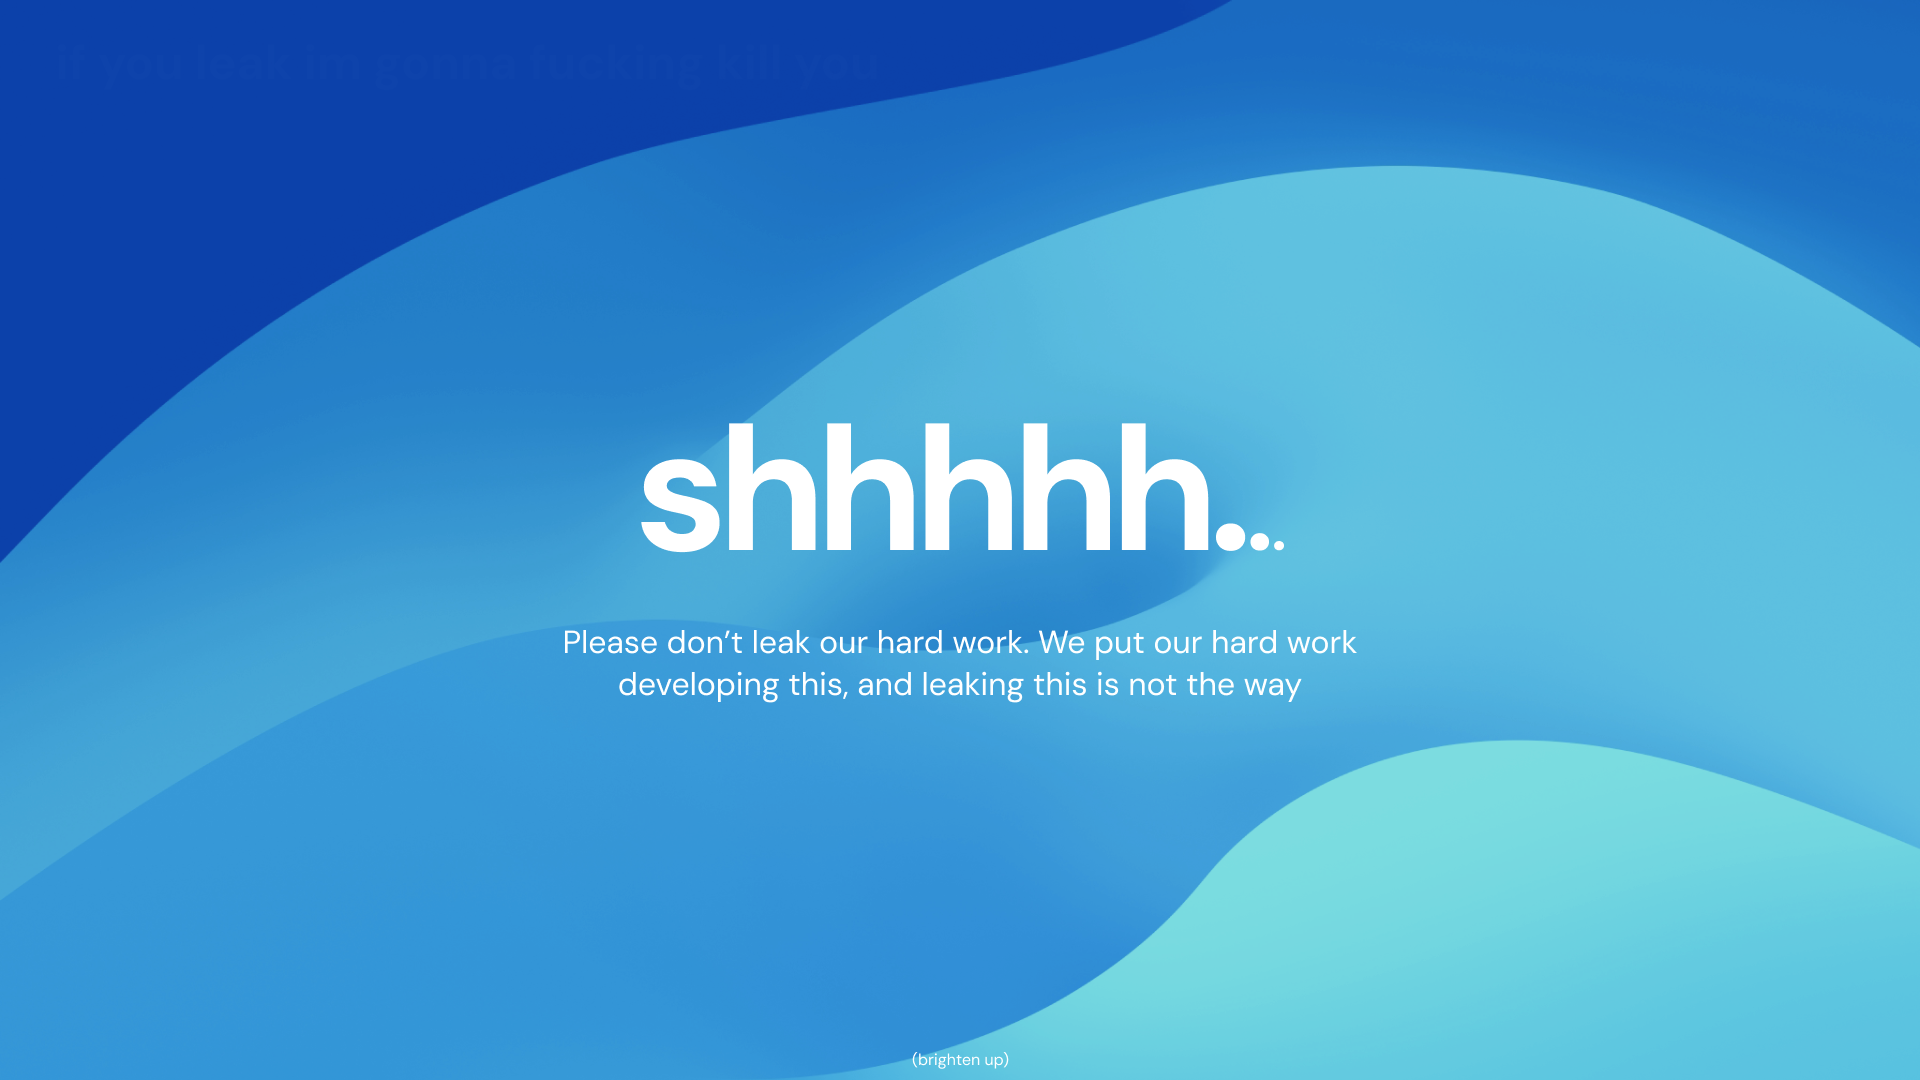 if you leak im gonna fucking kill you
shhhhh...
Please don’t leak our hard work. We put our hard work
developing this, and leaking this is not the way
(brighten up)